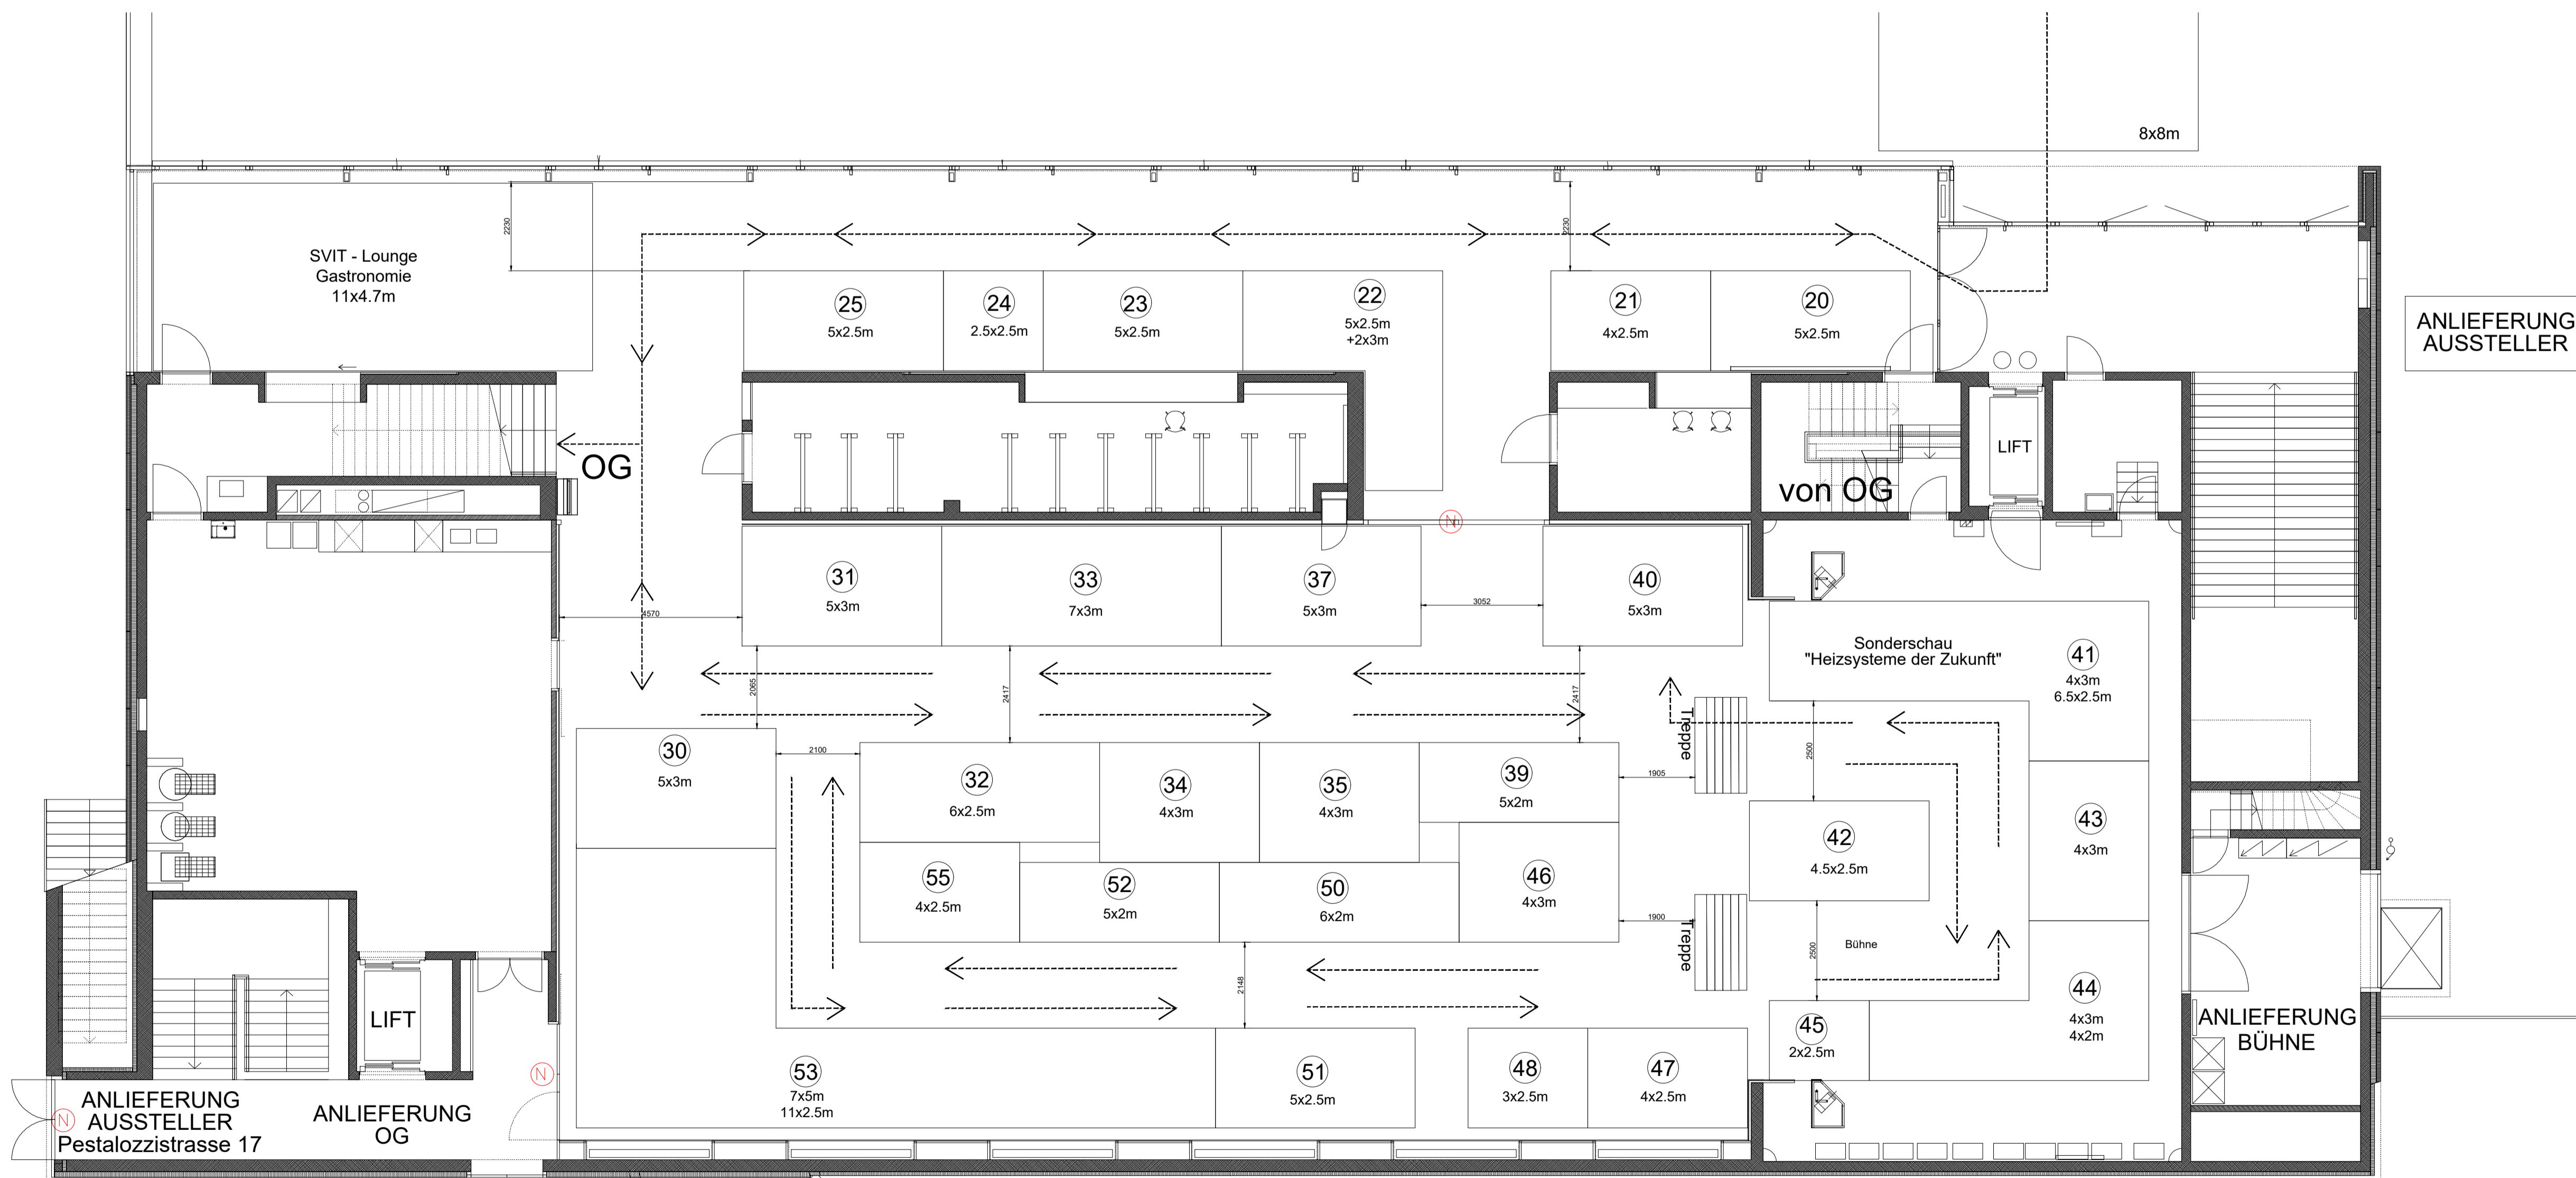 8x8m
ANLIEFERUNG
AUSSTELLER
SVIT - Lounge
Gastronomie
11x4.7m
2230
2230
25
5x2.5m
24
2.5x2.5m
23
5x2.5m
22
5x2.5m
+2x3m
21
4x2.5m
20
5x2.5m
OG
von OG
LIFT
N
31
5x3m
33
7x3m
37
5x3m
40
5x3m
4570
3052
Sonderschau
"Heizsysteme der Zukunft"
41
4x3m
6.5x2.5m
2065
2417
2417
Treppe
2500
30
5x3m
2100
32
6x2.5m
34
4x3m
35
4x3m
39
5x2m
1905
42
4.5x2.5m
43
4x3m
55
4x2.5m
52
5x2m
50
6x2m
46
4x3m
1900
Treppe
2500
Bühne
2148
44
4x3m
4x2m
45
2x2.5m
ANLIEFERUNG
BÜHNE
LIFT
N
53
7x5m
11x2.5m
51
5x2.5m
48
3x2.5m
47
4x2.5m
N
ANLIEFERUNG
AUSSTELLER
Pestalozzistrasse 17
ANLIEFERUNG
OG